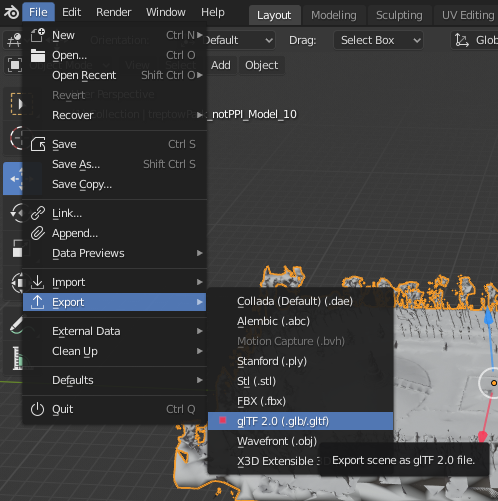 File Edit Render Window Help Layout Modeling Sculpting UV Editing
Default Drag: Select Box Glob
Add Object
New Ctrl N
Open... Ctrl O
Open Recent Shift Ctrl O
Revert
Recover
Perspective
_notPPI_Model_10
Save Ctrl S
Save As... Shift Ctrl S
Save Copy...
Link...
Append...
Data Previews
Import
Export
External Data
Clean Up
Defaults
Quit Ctrl Q
Collada (Default) (.dae)
Alembic (.abc)
Motion Capture (.bvh)
Stanford (.ply)
Stl (.stl)
FBX (.fbx)
glTF 2.0 (.glb/.gltf)
Wavefront (.obj)
X3D Extensible 3
Export scene as glTF 2.0 file.